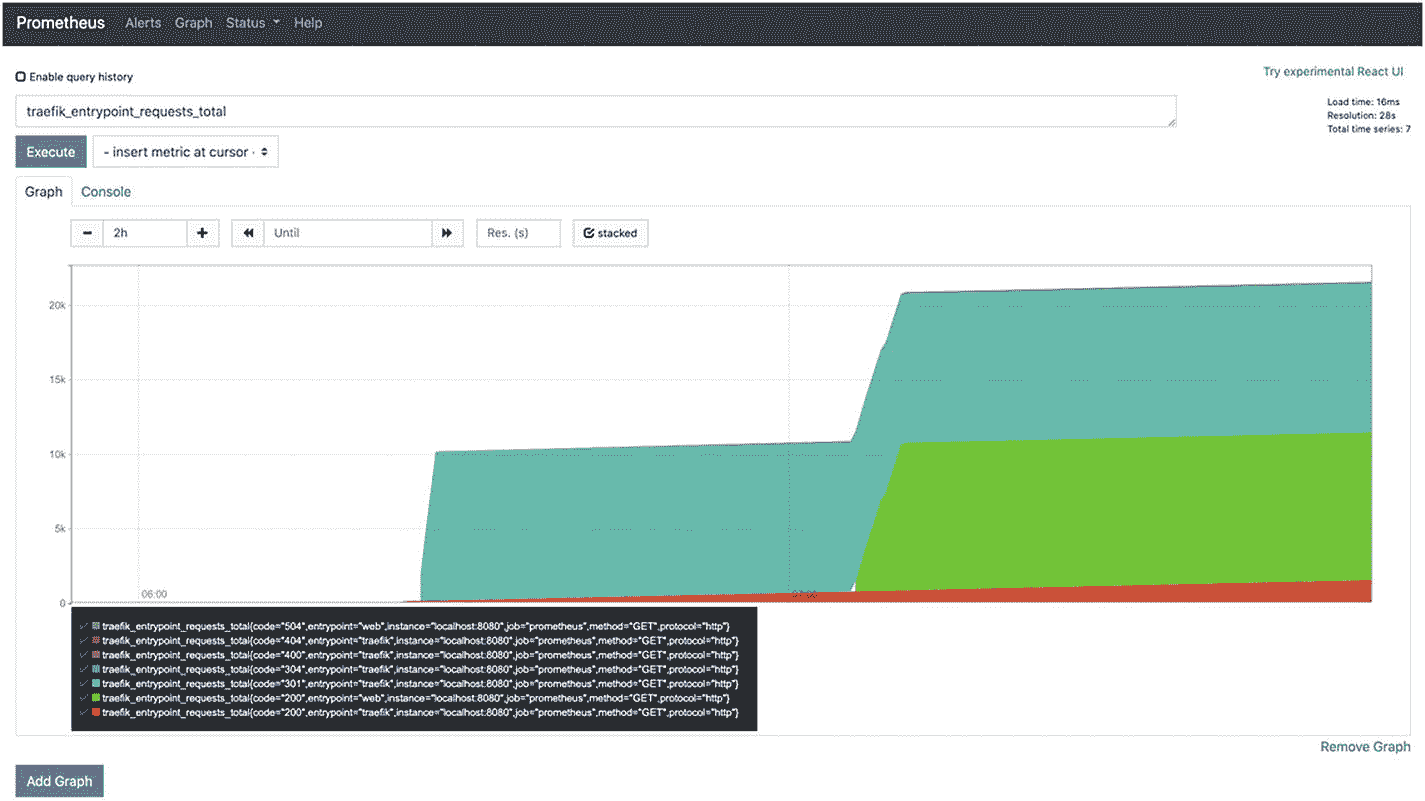 Prometheus Alerts Graph Status Help
Enable query history
Try experimental React UI
traefik_entrypoint_requests_total
Load time: 16ms
Resolution: 28s
Total time series: 7
Execute - insert metric at cursor -
Graph Console
2h Until Res. (s) stacked
20k
15k
10k
5k
0
06:00 07:00
traefik_entrypoint_requests_total{code="504",entrypoint="web",instance="localhost:8080",job="prometheus",method="GET",protocol="http"}
traefik_entrypoint_requests_total{code="404",entrypoint="traefik",instance="localhost:8080",job="prometheus",method="GET",protocol="http"}
traefik_entrypoint_requests_total{code="400",entrypoint="traefik",instance="localhost:8080",job="prometheus",method="GET",protocol="http"}
traefik_entrypoint_requests_total{code="304",entrypoint="traefik",instance="localhost:8080",job="prometheus",method="GET",protocol="http"}
traefik_entrypoint_requests_total{code="301",entrypoint="traefik",instance="localhost:8080",job="prometheus",method="GET",protocol="http"}
traefik_entrypoint_requests_total{code="200",entrypoint="web",instance="localhost:8080",job="prometheus",method="GET",protocol="http"}
traefik_entrypoint_requests_total{code="200",entrypoint="traefik",instance="localhost:8080",job="prometheus",method="GET",protocol="http"}
Remove Graph
Add Graph